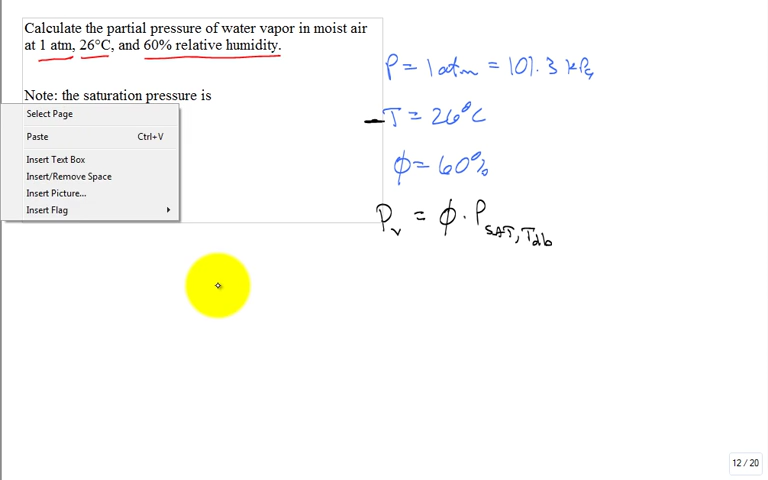 Calculate the partial pressure of water vapor in moist air
at 1 atm, 26°C, and 60% relative humidity.
Note: the saturation pressure is
Select Page
Paste Ctrl+V
Insert Text Box
Insert/Remove Space
Insert Picture...
Insert Flag
P = 1 atm = 101.3 kPa
T = 26°C
ϕ = 60%
Pv = ϕ · PSAT, Tdb
12 / 20